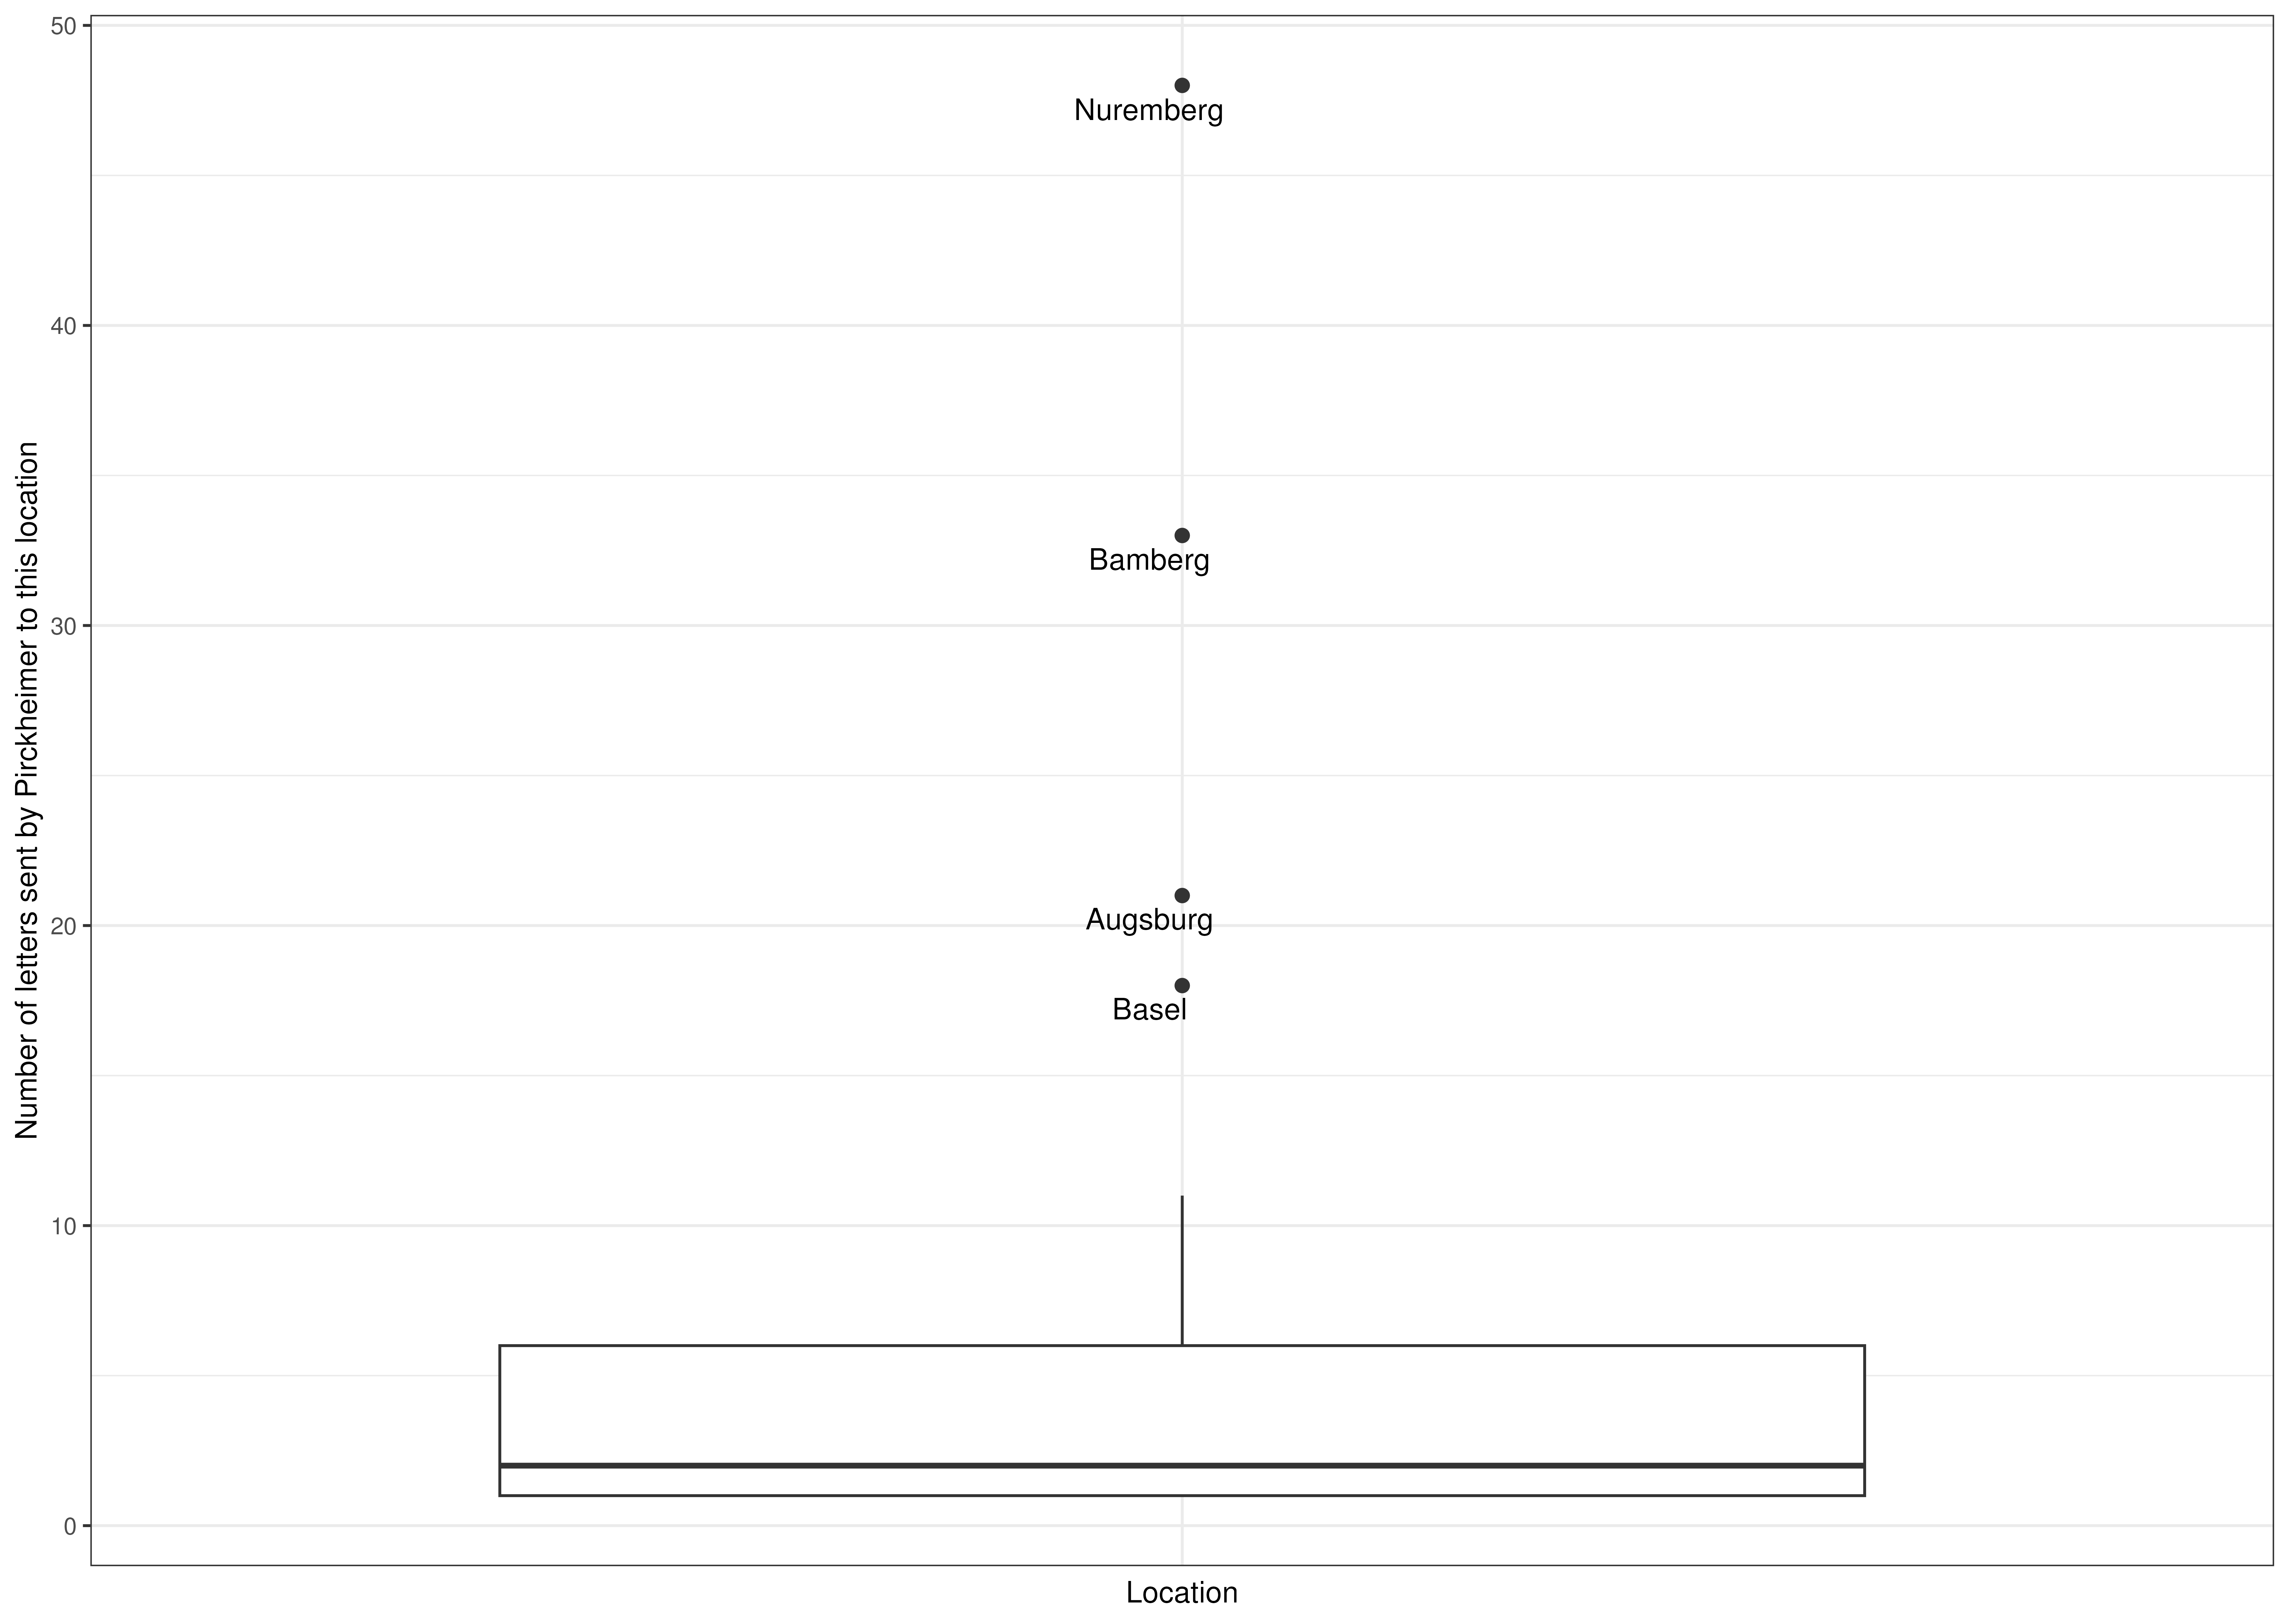 Number of letters sent by Pirckheimer to this location
50
40
30
20
10
0
Nuremberg
Bamberg
Augsburg
Basel
Location